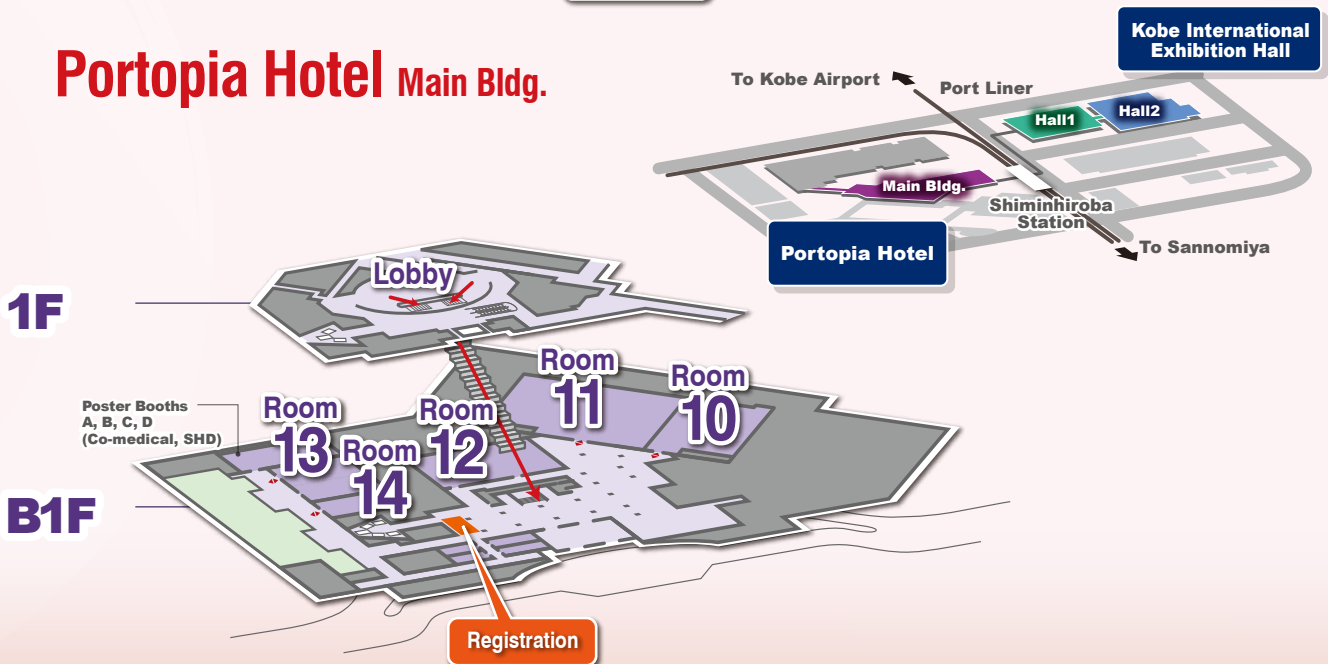 Portopia Hotel Main Bldg.
Kobe International
Exhibition Hall
To Kobe Airport
Port Liner
Hall1
Hall2
Main Bldg.
Shiminhiroba
Station
Portopia Hotel
To Sannomiya
1F
Lobby
Room
11
Room
10
Poster Booths
A, B, C, D
(Co-medical, SHD)
Room
13
Room
12
Room
14
B1F
Registration